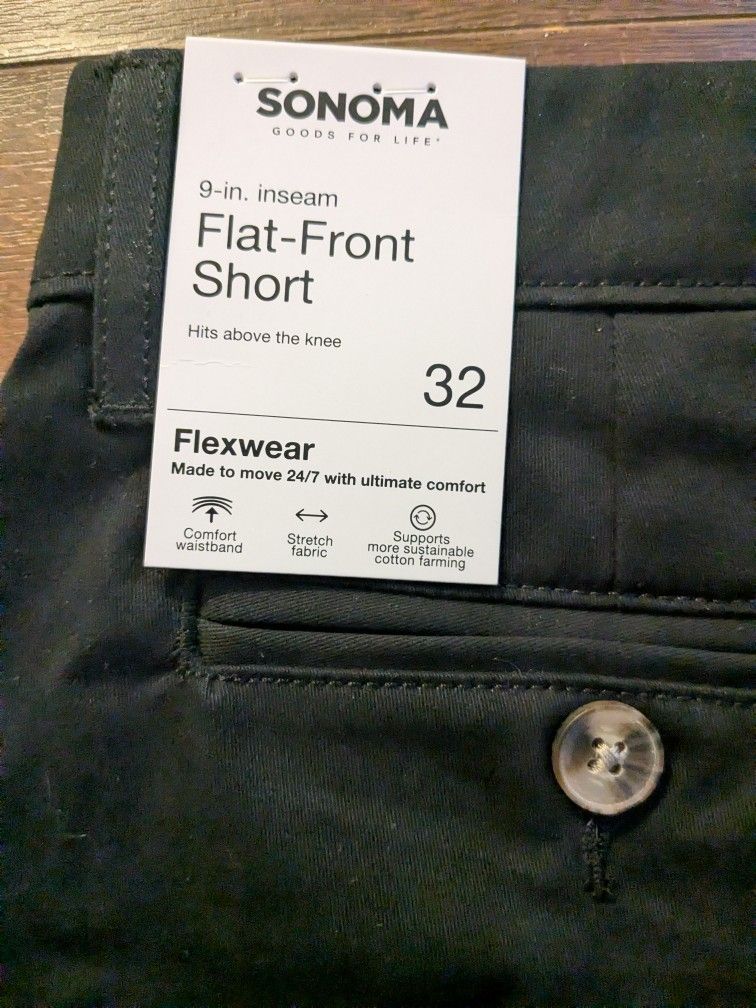 SONOMA
GOODS FOR LIFE®
9-in. inseam
Flat-Front
Short
Hits above the knee
32
Flexwear
Made to move 24/7 with ultimate comfort
Comfort
waistband
Stretch
fabric
Supports
more sustainable
cotton farming